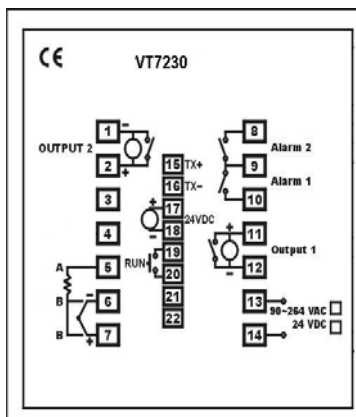 CE VT7230
1 − 8
OUTPUT 2 Alarm 2
2 + 15 TX+ 9
16 TX− Alarm 1
3 17 + 10
24VDC
4 18 − 11 +
Output 1
A 5 RUN 19 12 −
20
B 6 − 21 13 90~264 VAC
22 24 VDC
B 7 + 14